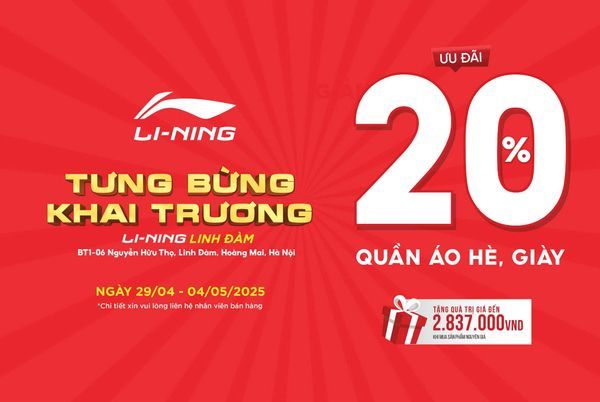 LI-NING
TƯNG BỪNG
KHAI TRƯƠNG
LI-NING LINH ĐÀM
BT1-06 Nguyễn Hữu Thọ, Linh Đàm, Hoàng Mai, Hà Nội
NGÀY 29/04 - 04/05/2025
*Chi tiết xin vui lòng liên hệ nhân viên bán hàng
ƯU ĐÃI
20%
QUẦN ÁO HÈ, GIÀY
TẶNG QUÀ TRỊ GIÁ ĐẾN
2.837.000VND
KHI MUA SẢN PHẨM NGUYÊN GIÁ